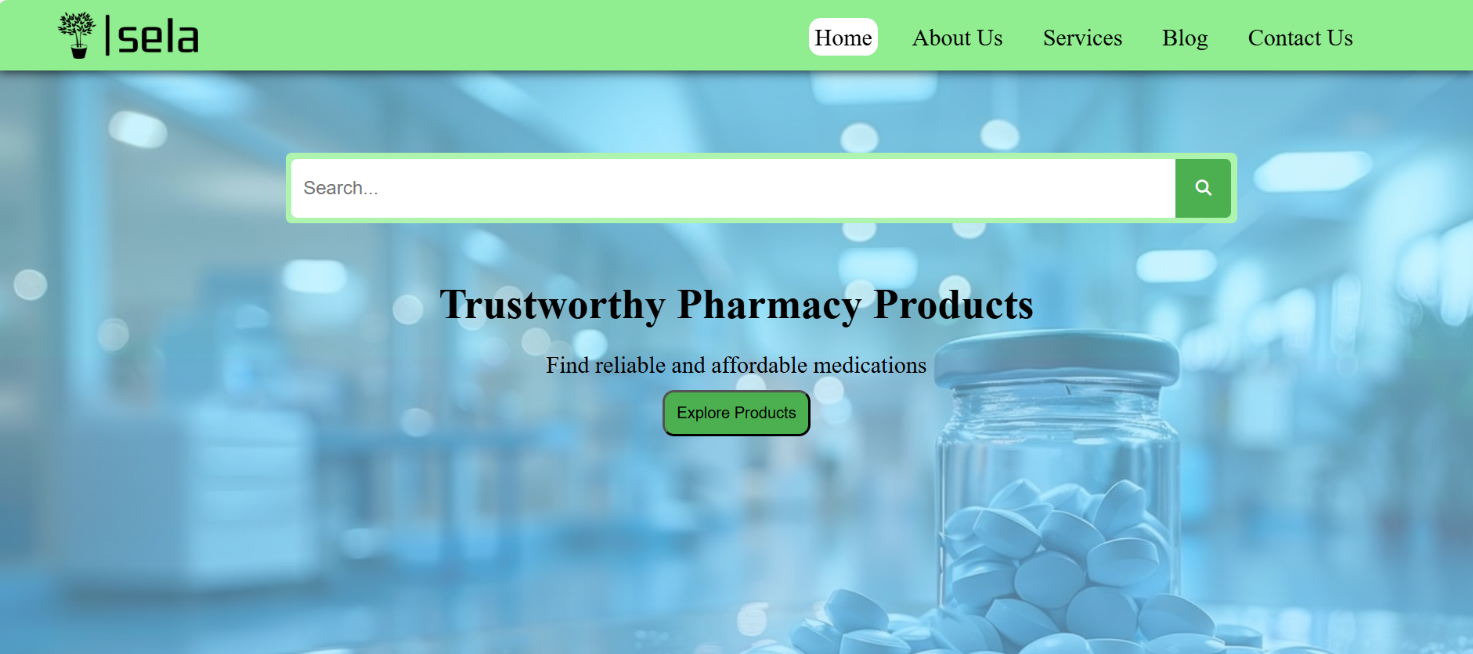 sela
Home About Us Services Blog Contact Us
Search...
Trustworthy Pharmacy Products
Find reliable and affordable medications
Explore Products